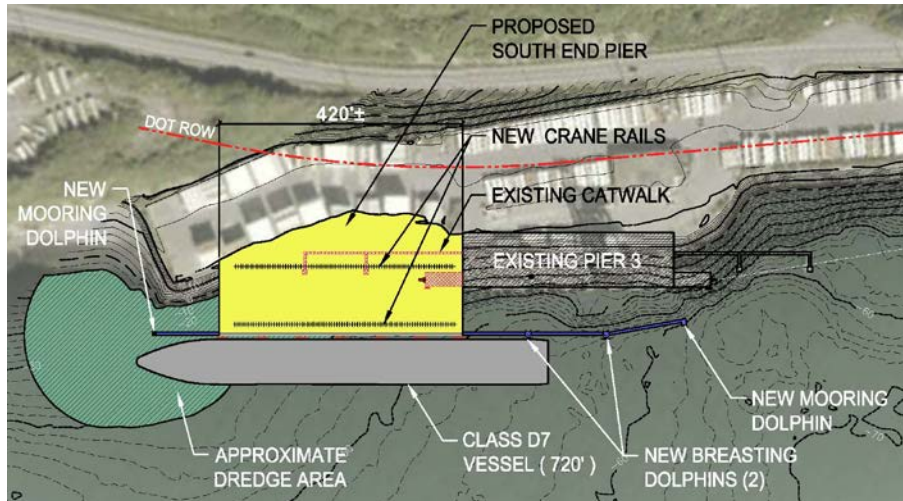 PROPOSED
SOUTH END PIER
420'±
DOT ROW
NEW CRANE RAILS
NEW
MOORING
DOLPHIN
EXISTING CATWALK
EXISTING PIER 3
60
NEW MOORING
DOLPHIN
APPROXIMATE
DREDGE AREA
CLASS D7
VESSEL ( 720' )
NEW BREASTING
DOLPHINS (2)